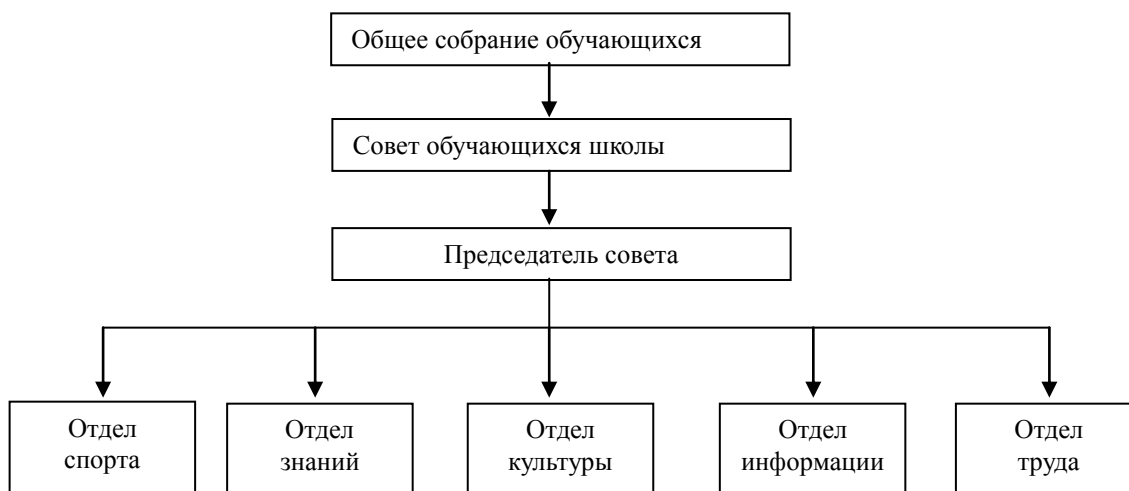 Общее собрание обучающихся
Совет обучающихся школы
Председатель совета
Отдел
спорта
Отдел
знаний
Отдел
культуры
Отдел
информации
Отдел
труда